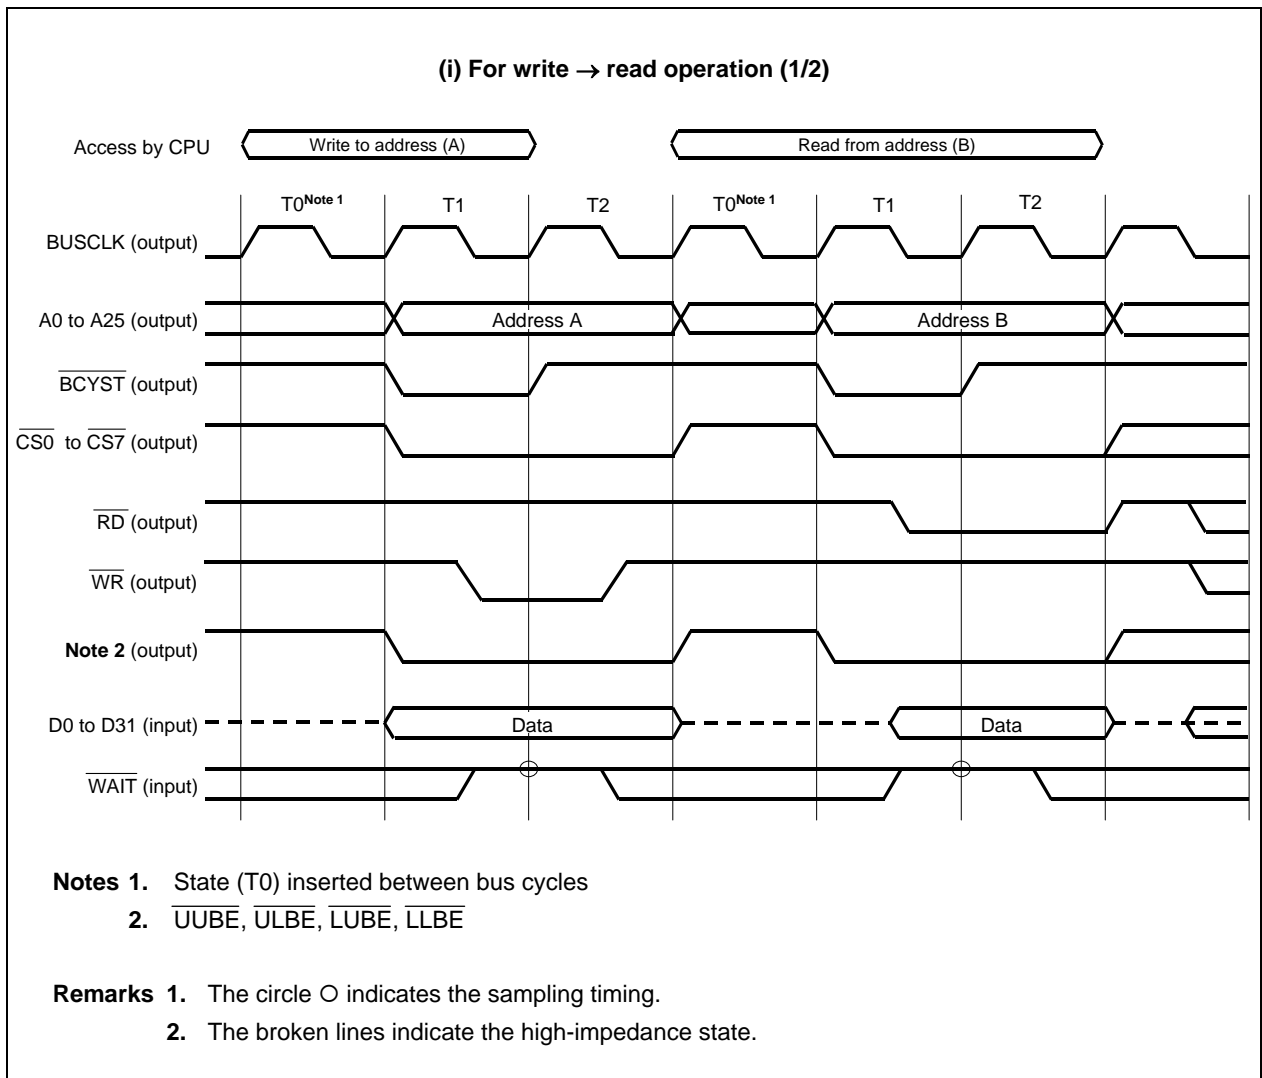 (i) For write → read operation (1/2)
Access by CPU
Write to address (A)
Read from address (B)
T0Note 1 T1 T2 T0Note 1 T1 T2
BUSCLK (output)
A0 to A25 (output)
Address A
Address B
BCYST (output)
CS0 to CS7 (output)
RD (output)
WR (output)
Note 2 (output)
D0 to D31 (input)
Data
Data
WAIT (input)
Notes 1. State (T0) inserted between bus cycles
2. UUBE, ULBE, LUBE, LLBE
Remarks 1. The circle O indicates the sampling timing.
2. The broken lines indicate the high-impedance state.